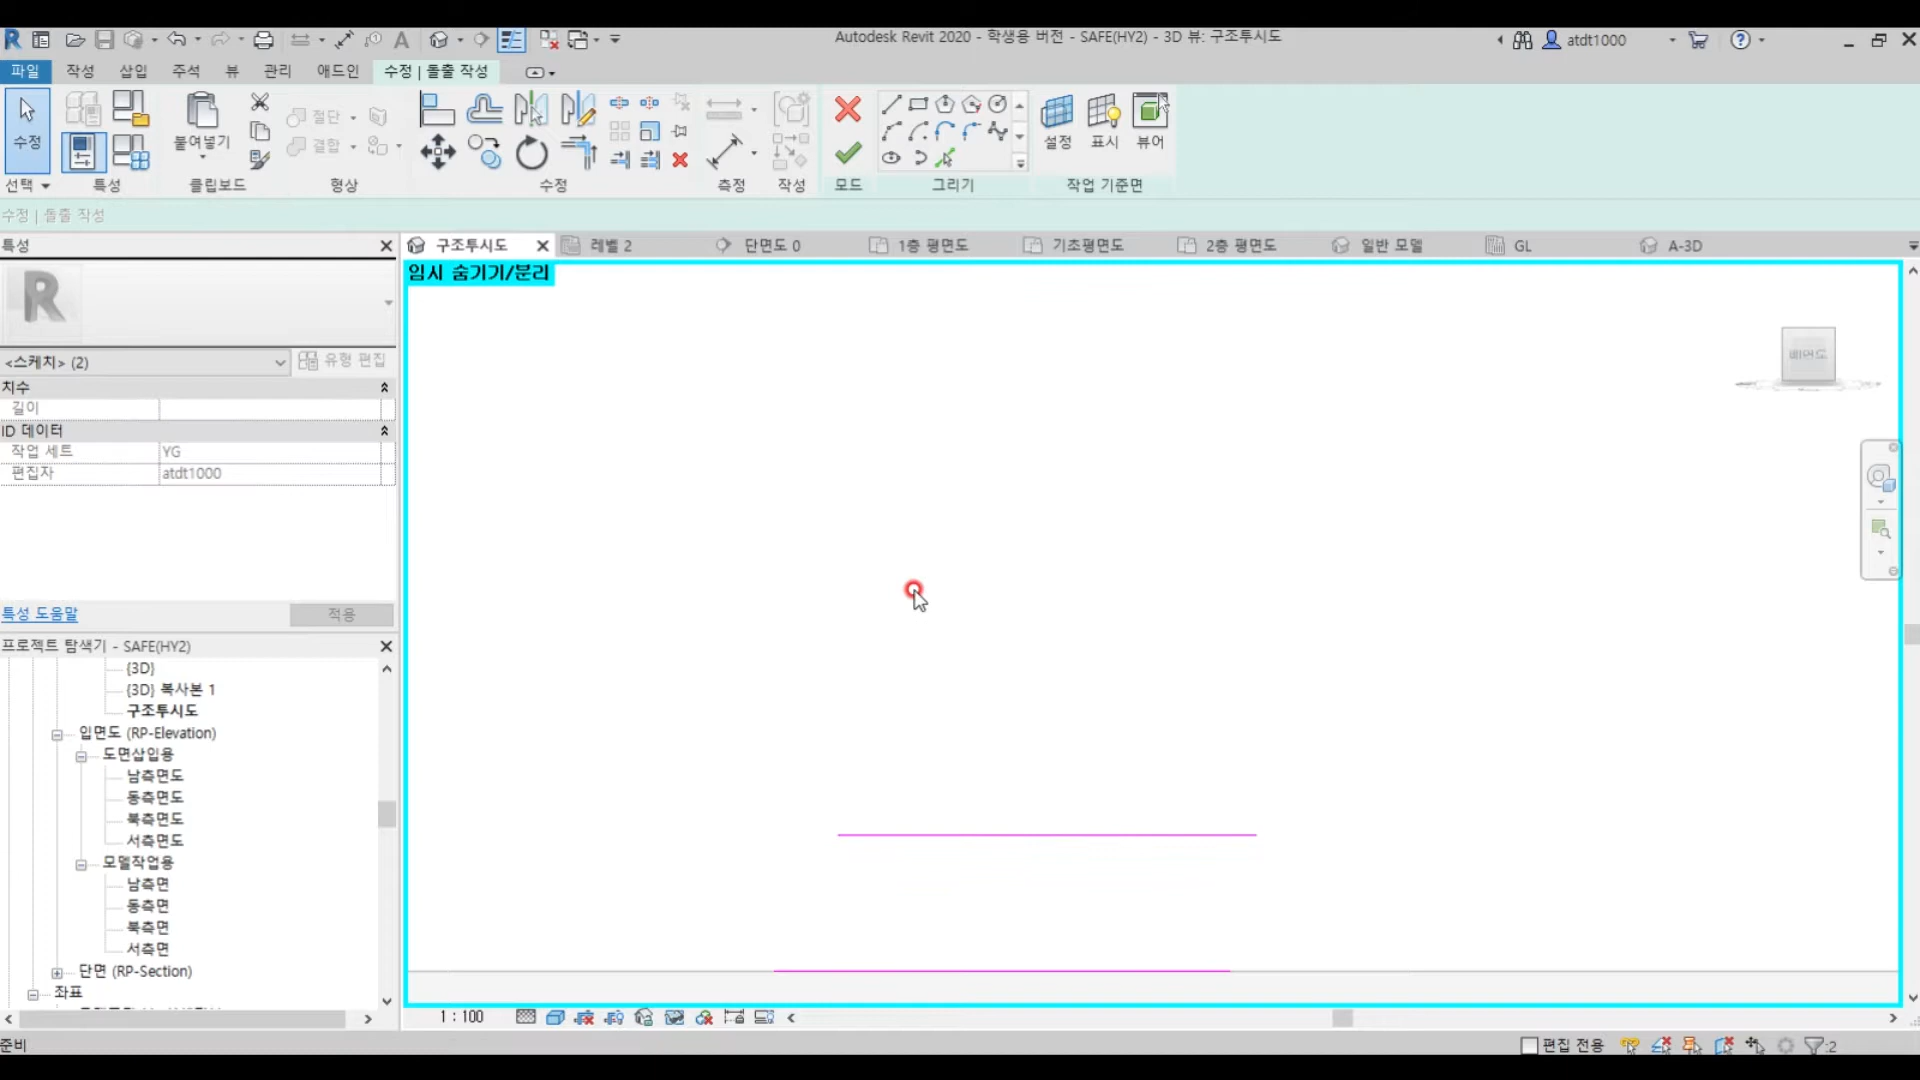 Autodesk Revit 2020 - 학생용 버전 - SAFE(HY2) - 3D 뷰: 구조투시도
atdt1000
파일 작성 삽입 주석 뷰 관리 애드인 수정 | 돌출 작성
수정
붙여넣기
절단
결합
설정 표시 뷰어
선택 특성 클립보드 형상 수정 측정 작성 모드 그리기 작업 기준면
수정 | 돌출 작성
특성
구조투시도 레벨 2 단면도 0 1층 평면도 기초평면도 2층 평면도 일반 모델 GL A-3D
임시 숨기기/분리
배면도
<스케치> (2)
유형 편집
치수
길이
ID 데이터
작업 세트 YG
편집자 atdt1000
특성 도움말
적용
프로젝트 탐색기 - SAFE(HY2)
{3D}
{3D} 복사본 1
구조투시도
입면도 (RP-Elevation)
도면삽입용
남측면도
동측면도
북측면도
서측면도
모델작업용
남측면
동측면
북측면
서측면
단면 (RP-Section)
좌표
1 : 100
준비
편집 전용
:2